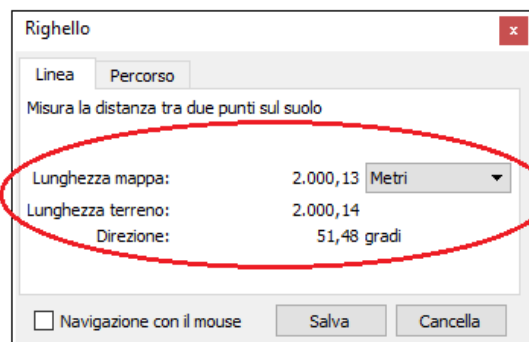 Righello
x
Linea Percorso
Misura la distanza tra due punti sul suolo
Lunghezza mappa: 2.000,13 Metri
Lunghezza terreno: 2.000,14
Direzione: 51,48 gradi
Navigazione con il mouse Salva Cancella